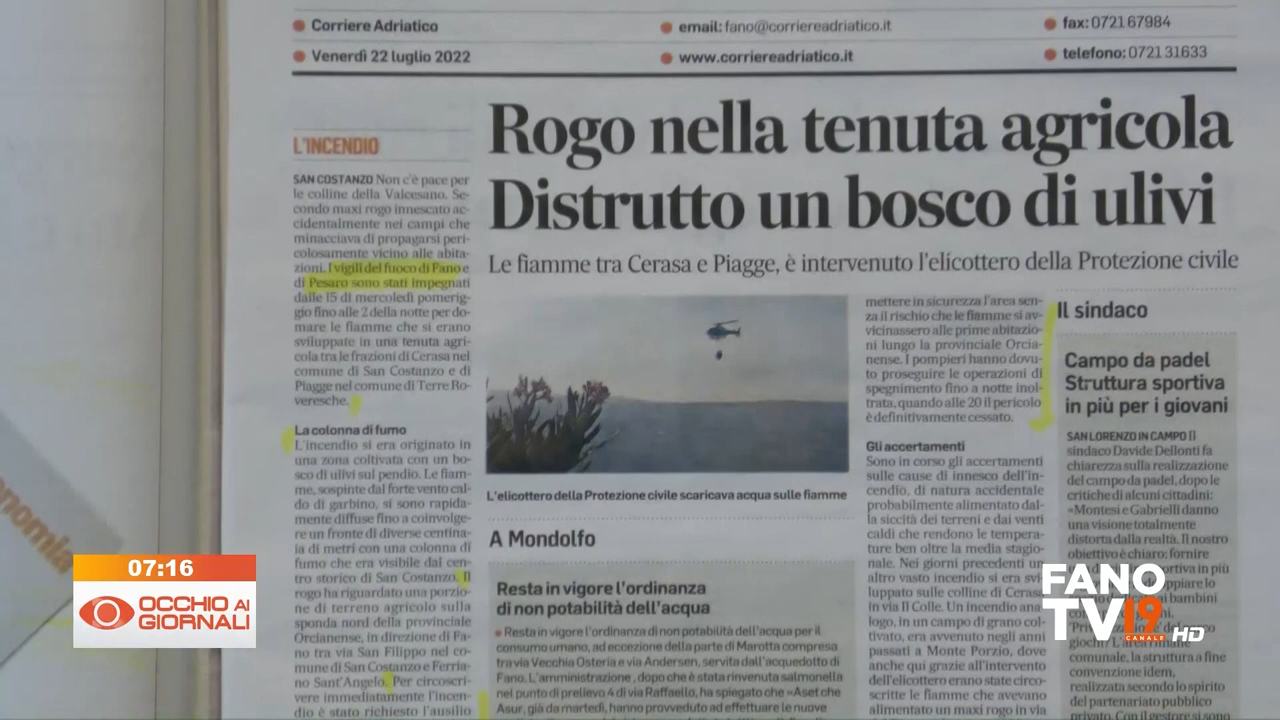 Corriere Adriatico
Venerdì 22 luglio 2022
email: fano@corriereadriatico.it
www.corriereadriatico.it
fax: 0721 67984
telefono: 0721 31633
L'INCENDIO
Rogo nella tenuta agricola
Distrutto un bosco di ulivi
Le fiamme tra Cerasa e Piagge, è intervenuto l'elicottero della Protezione civile
SAN COSTANZO Non c'è pace per
le colline della Valcesano. Se-
condo maxi rogo innescato ac-
cidentalmente nei campi che
minacciava di propagarsi peri-
colosamente vicino alle abita-
zioni. I vigili del fuoco di Fano e
di Pesaro sono stati impegnati
dalle 15 di mercoledì pomerig-
gio fino alle 2 della notte per do-
mare le fiamme che si erano
sviluppate in una tenuta agri-
cola tra le frazioni di Cerasa nel
comune di San Costanzo e di
Piagge nel comune di Terre Ro-
veresche.
La colonna di fumo
L'incendio si era originato in
una zona coltivata con un bo-
sco di ulivi sul pendio. Le fiam-
me, sospinte dal forte vento cal-
do di garbino, si sono rapida-
mente diffuse fino a coinvolge-
re un fronte di diverse centina-
ia di metri con una colonna di
fumo che era visibile dal cen-
tro storico di San Costanzo. Il
rogo ha riguardato una porzio-
ne di terreno agricolo sulla
sponda nord della provinciale
Orcianense, in direzione di Fa-
no tra via San Filippo nel co-
mune di San Costanzo e Ferria-
no Sant'Angelo. Per circoscri-
vere immediatamente l'incen-
dio è stato richiesto l'ausilio
L'elicottero della Protezione civile scaricava acqua sulle fiamme
A Mondolfo
Resta in vigore l'ordinanza
di non potabilità dell'acqua
Resta in vigore l'ordinanza di non potabilità dell'acqua per il
consumo umano, ad eccezione della parte di Marotta compresa
tra via Vecchia Osteria e via Andersen, servita dall'acquedotto di
Fano. L'amministrazione, dopo che è stata rinvenuta salmonella
nel punto di prelievo 4 di via Raffaello, ha spiegato che «Aset che
Asur, già da martedì, hanno provveduto ad effettuare le nuove
mettere in sicurezza l'area sen-
za il rischio che le fiamme si av-
vicinassero alle prime abitazio-
ni lungo la provinciale Orcia-
nense. I pompieri hanno dovu-
to proseguire le operazioni di
spegnimento fino a notte inol-
trata, quando alle 20 il pericolo
è definitivamente cessato.
Gli accertamenti
Sono in corso gli accertamenti
sulle cause di innesco dell'in-
cendio, di natura accidentale
probabilmente alimentato dal-
la siccità dei terreni e dai venti
caldi che rendono le tempera-
ture ben oltre la media stagio-
nale. Nei giorni precedenti un
altro vasto incendio si era svi-
luppato sulle colline di Cerasa
in via Il Colle. Un incendio ana-
logo, in un campo di grano col-
tivato, era avvenuto negli anni
passati a Monte Porzio, dove
anche qui grazie all'intervento
dell'elicottero erano state circo-
scritte le fiamme che avevano
alimentato un maxi rogo in via
Il sindaco
Campo da padel
Struttura sportiva
in più per i giovani
SAN LORENZO IN CAMPO Il
sindaco Davide Dellonti fa
chiarezza sulla realizzazione
del campo da padel, dopo le
critiche di alcuni cittadini:
«Montesi e Gabrielli danno
una visione totalmente
distorta dalla realtà. Il nostro
obiettivo è chiaro: fornire
in più
bambini
comunale, la struttura a fine
convenzione idem,
realizzata secondo lo spirito
del partenariato pubblico
privato.
nomia
07:16
OCCHIO AI
GIORNALI
FANO
TV 19
CANALE HD